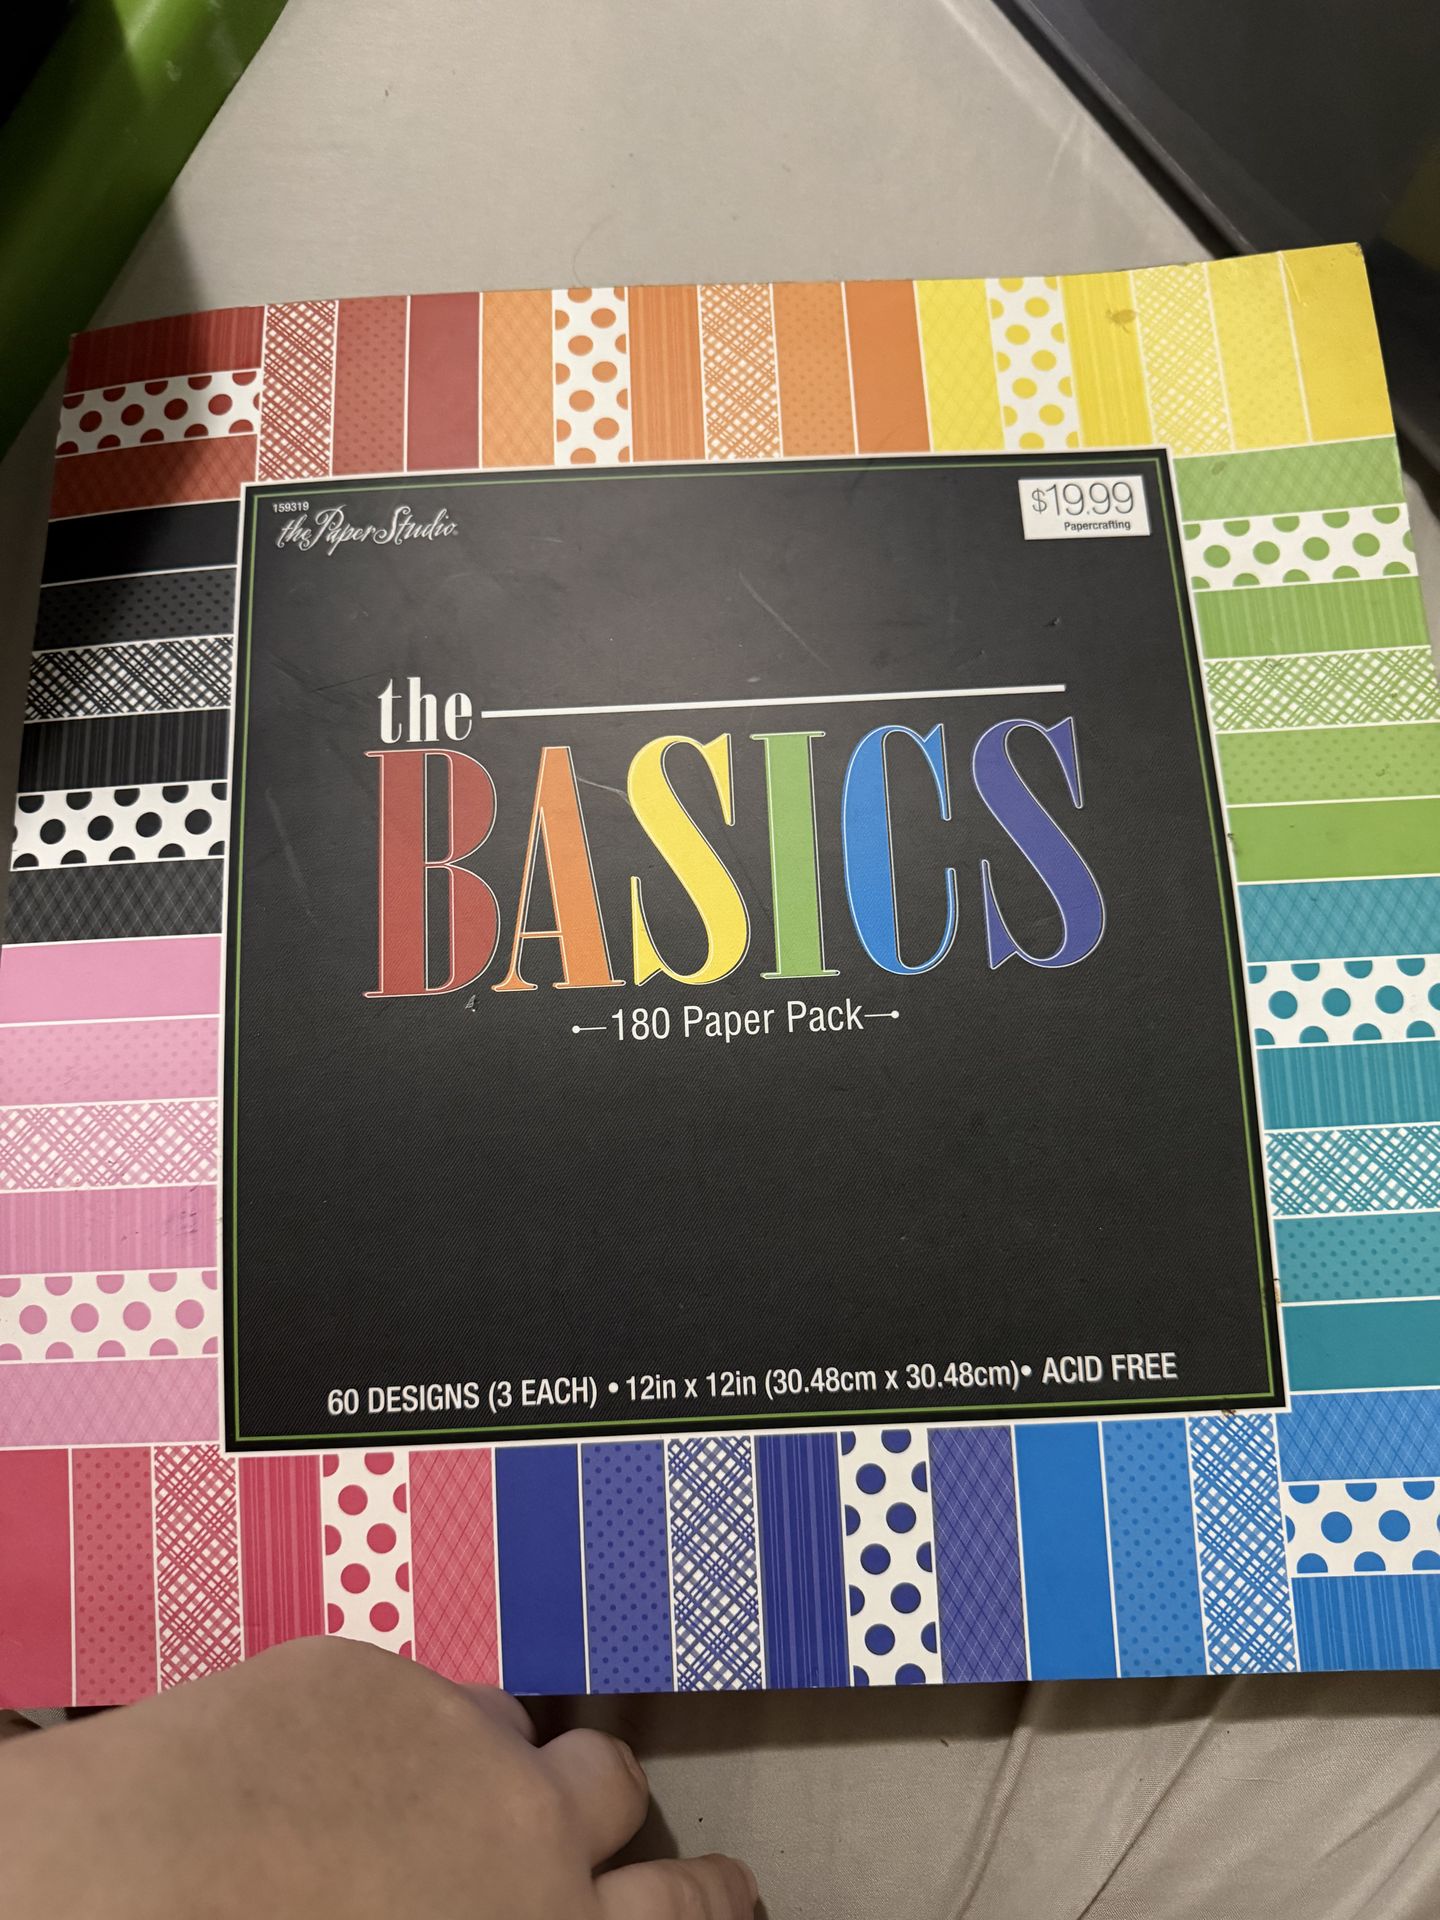 159319
the Paper Studio
$19.99
Papercrafting
the
BASICS
180 Paper Pack
60 DESIGNS (3 EACH) • 12in x 12in (30.48cm x 30.48cm) • ACID FREE